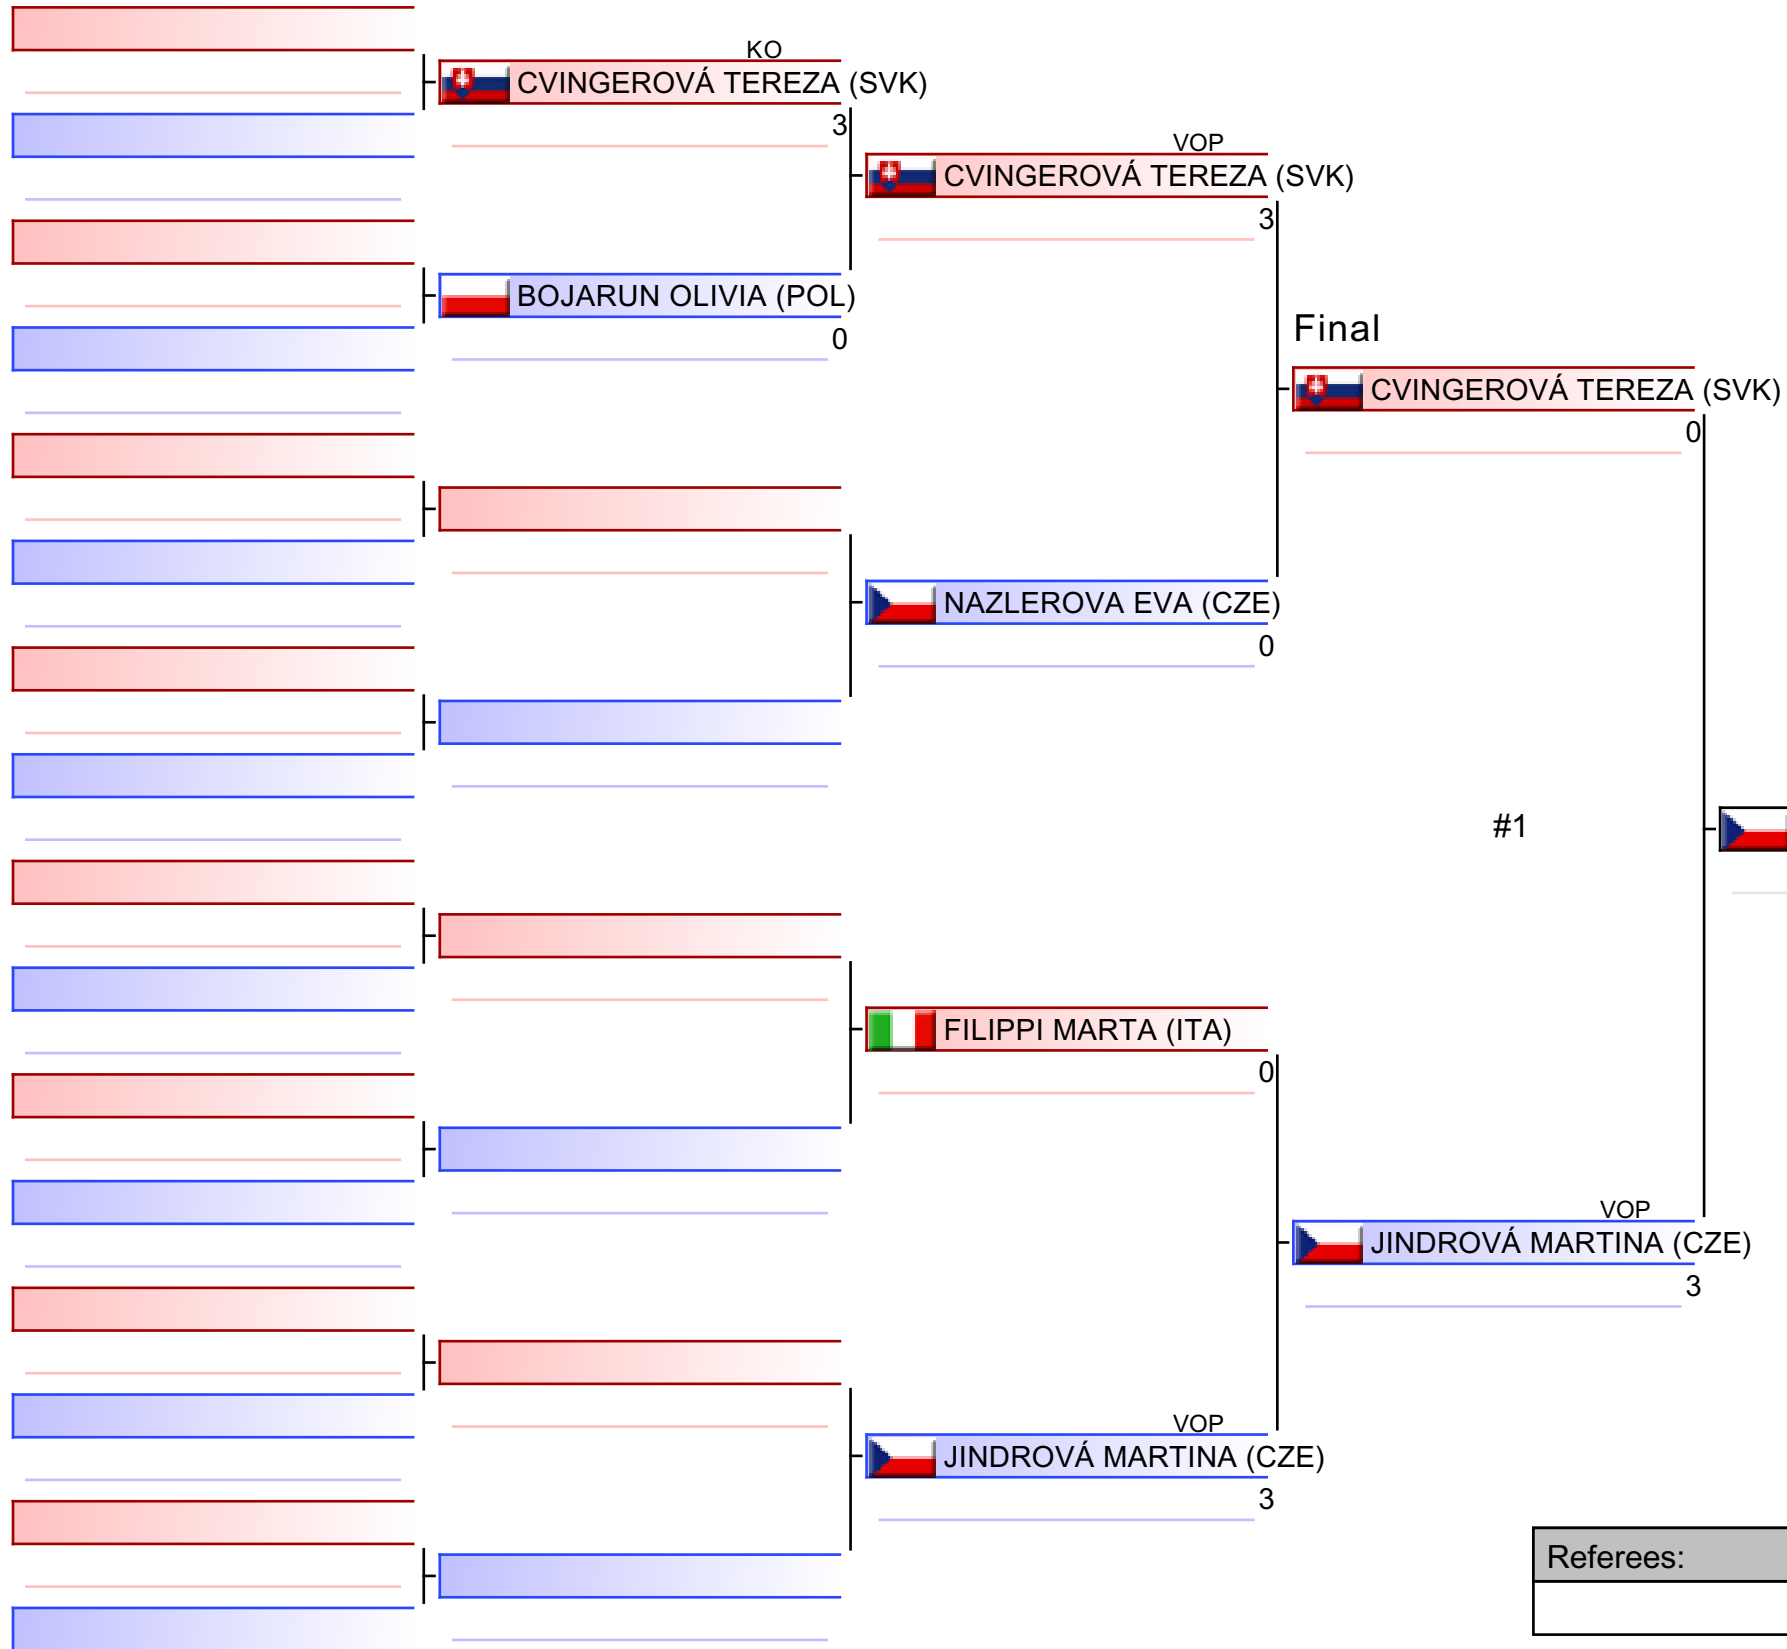 KO
CVINGEROVÁ TEREZA (SVK)
3
VOP
CVINGEROVÁ TEREZA (SVK)
3
BOJARUN OLIVIA (POL)
0
Final
CVINGEROVÁ TEREZA (SVK)
0
NAZLEROVA EVA (CZE)
0
#1
FILIPPI MARTA (ITA)
0
VOP
JINDROVÁ MARTINA (CZE)
3
VOP
JINDROVÁ MARTINA (CZE)
3
Referees: